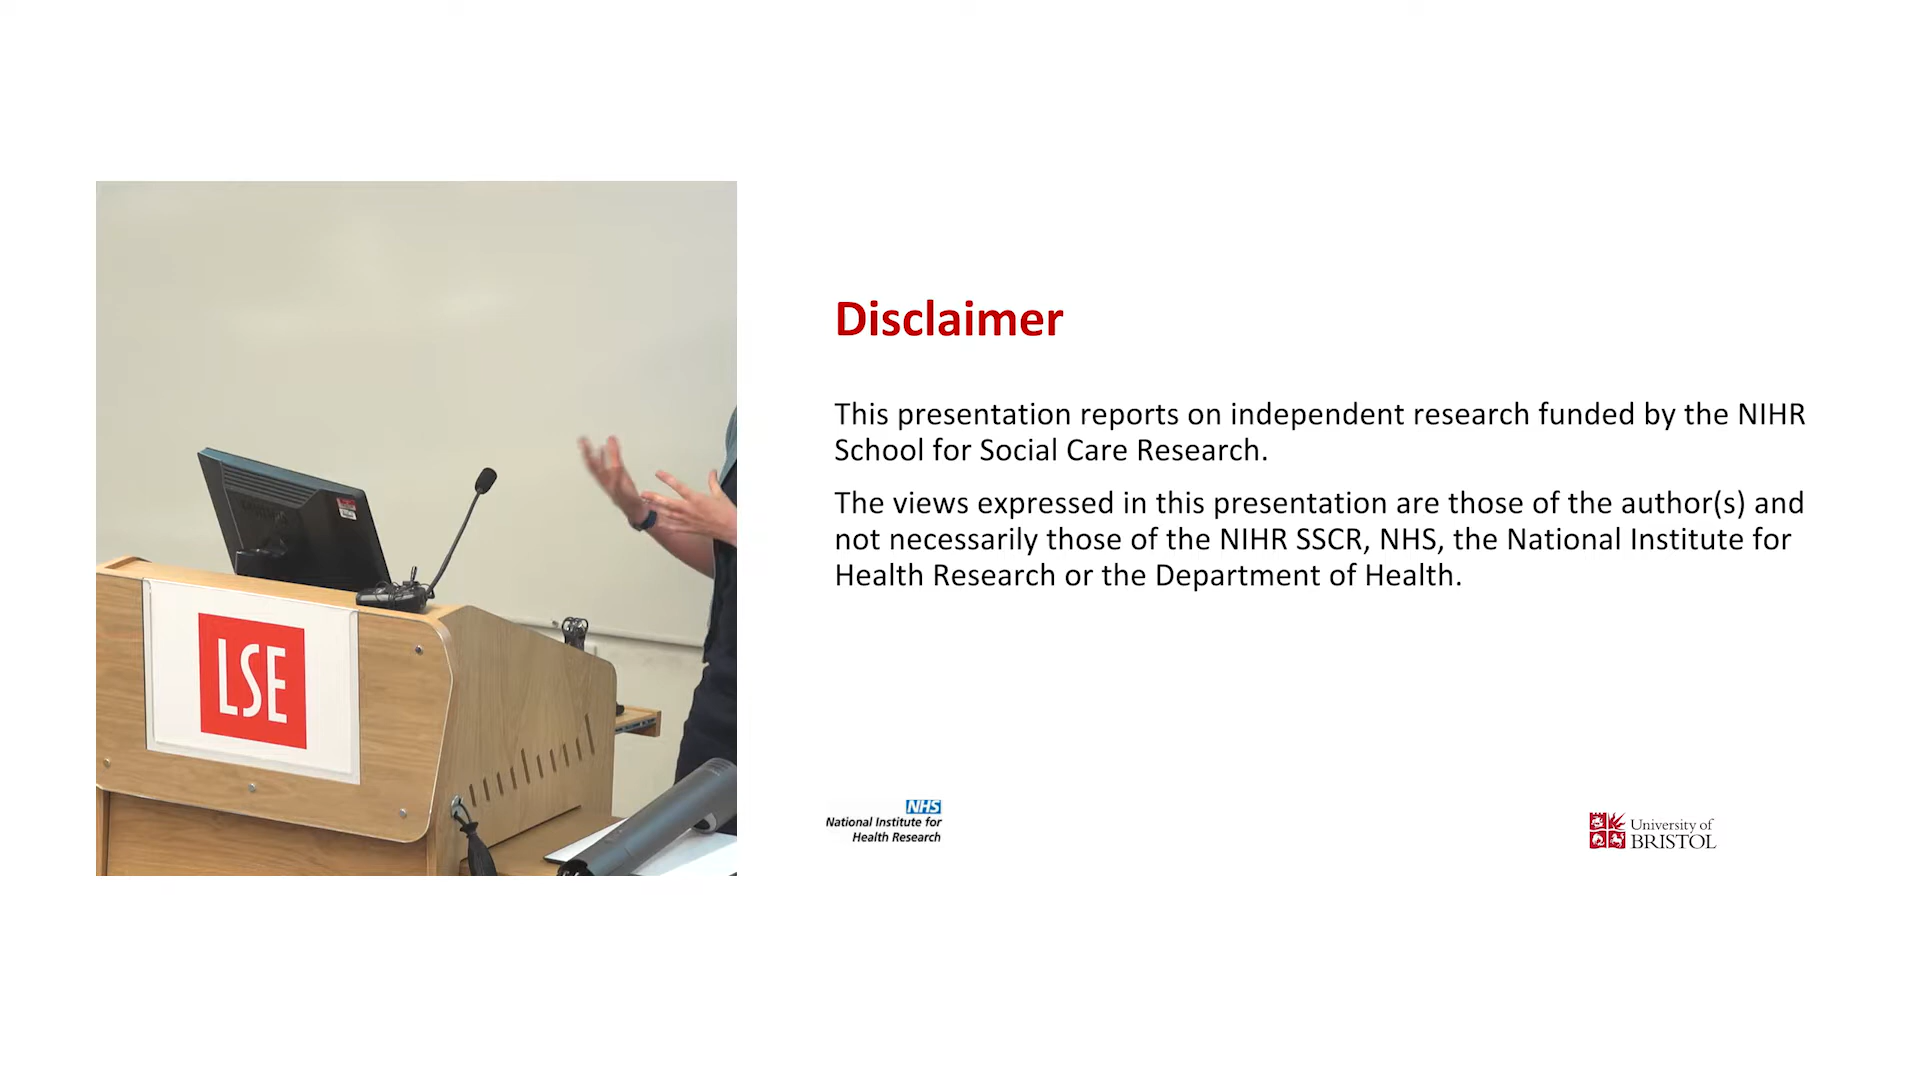 LSE
Disclaimer
This presentation reports on independent research funded by the NIHR
School for Social Care Research.
The views expressed in this presentation are those of the author(s) and
not necessarily those of the NIHR SSCR, NHS, the National Institute for
Health Research or the Department of Health.
NHS
National Institute for
Health Research
University of
BRISTOL